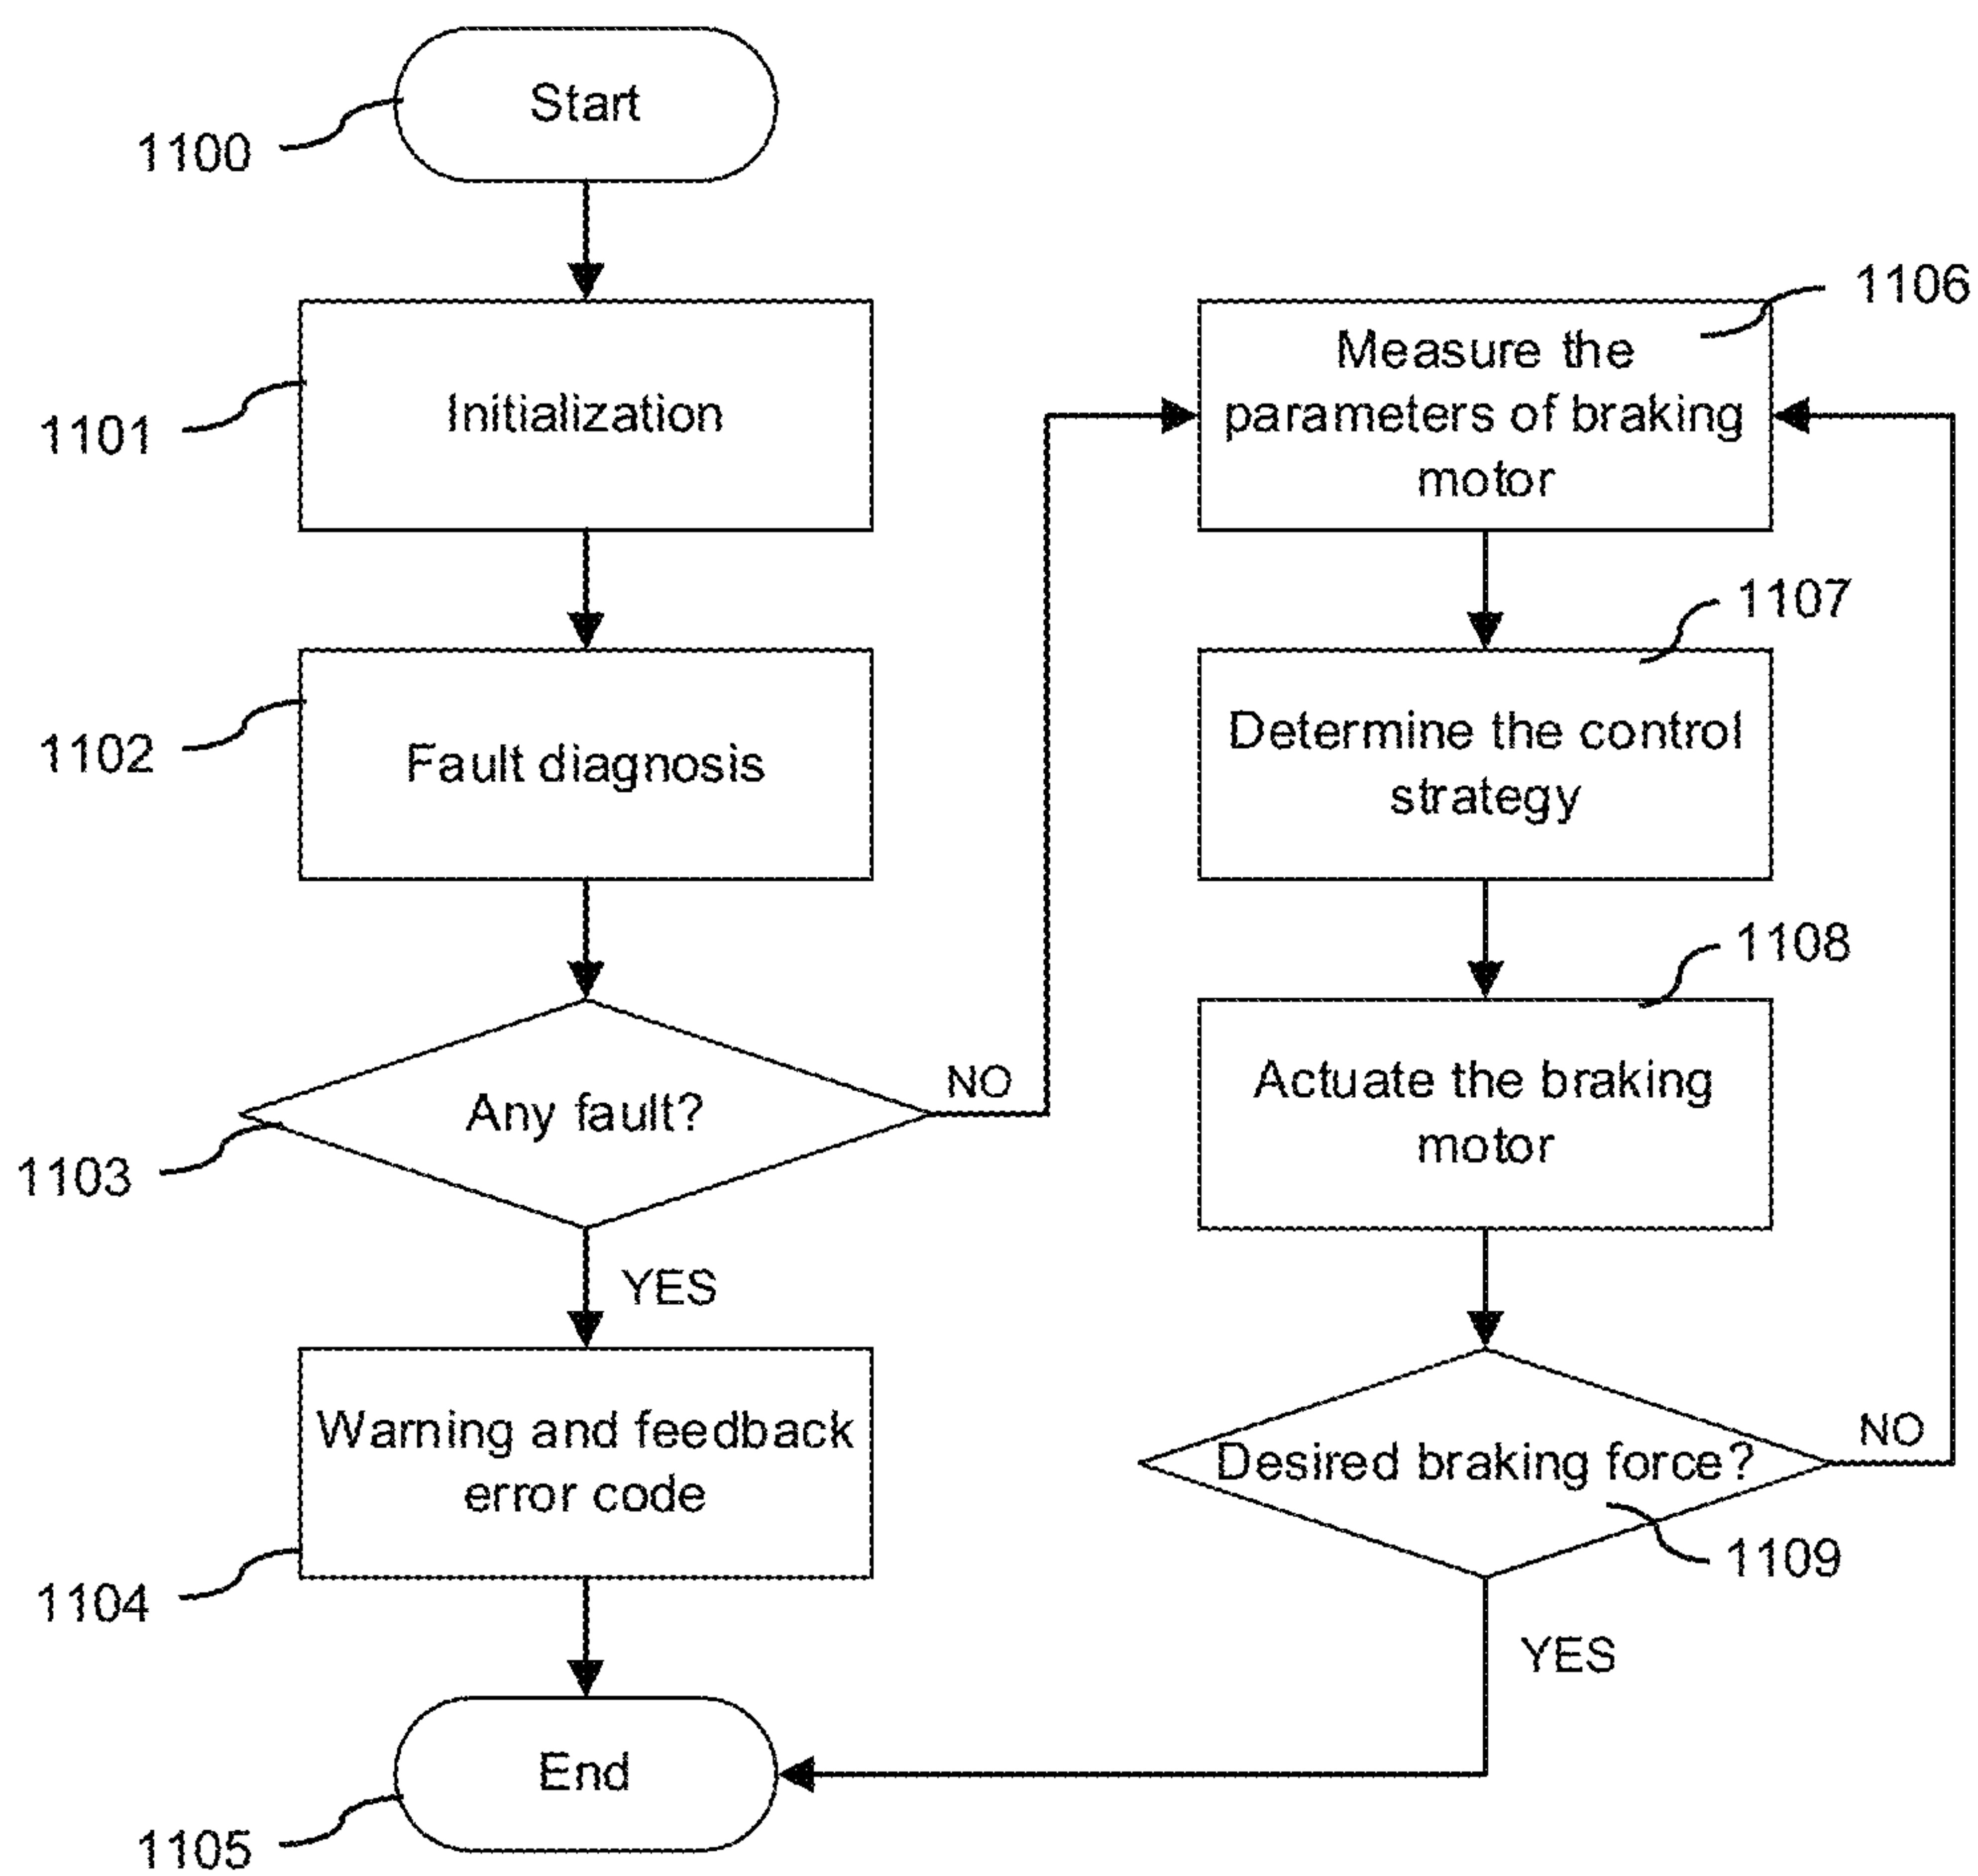 Start
1100
Initialization
1101
Fault diagnosis
1102
Any fault?
NO
1103
YES
Warning and feedback
error code
1104
End
1105
1106
Measure the
parameters of braking
motor
1107
Determine the control
strategy
1108
Actuate the braking
motor
Desired braking force?
NO
1109
YES